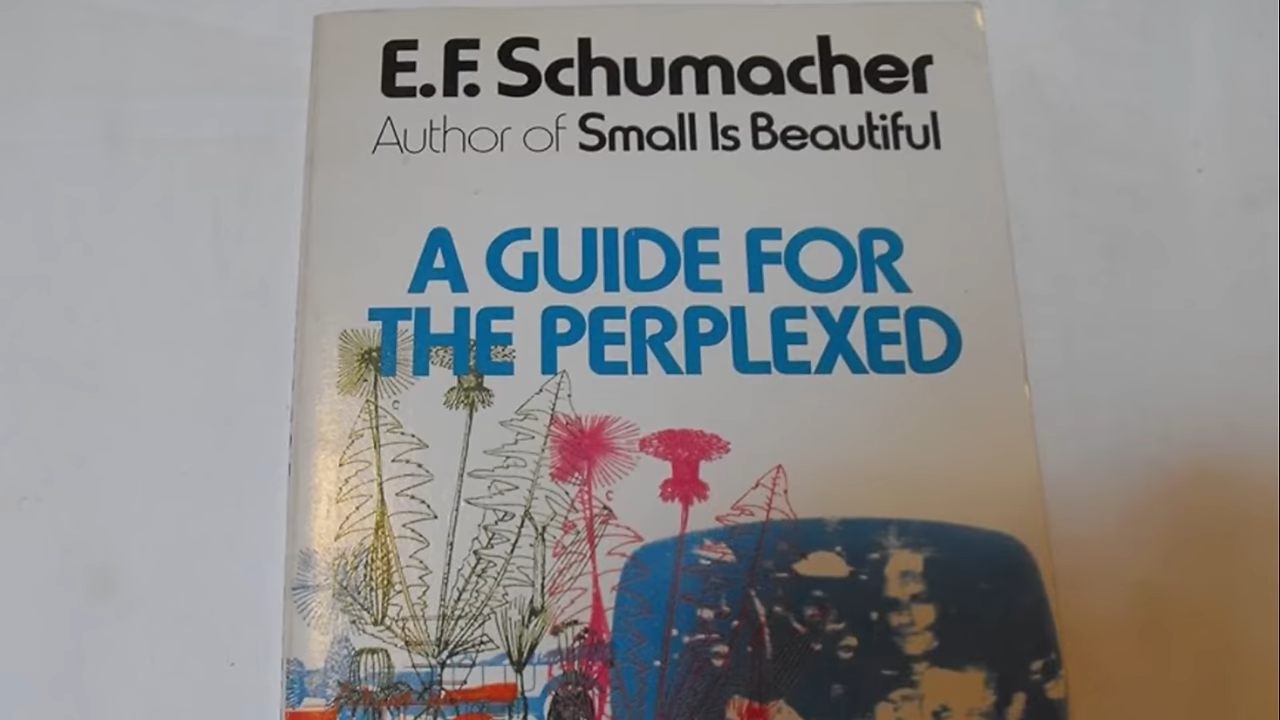 E.F. Schumacher
Author of Small Is Beautiful
A GUIDE FOR
THE PERPLEXED
c
c